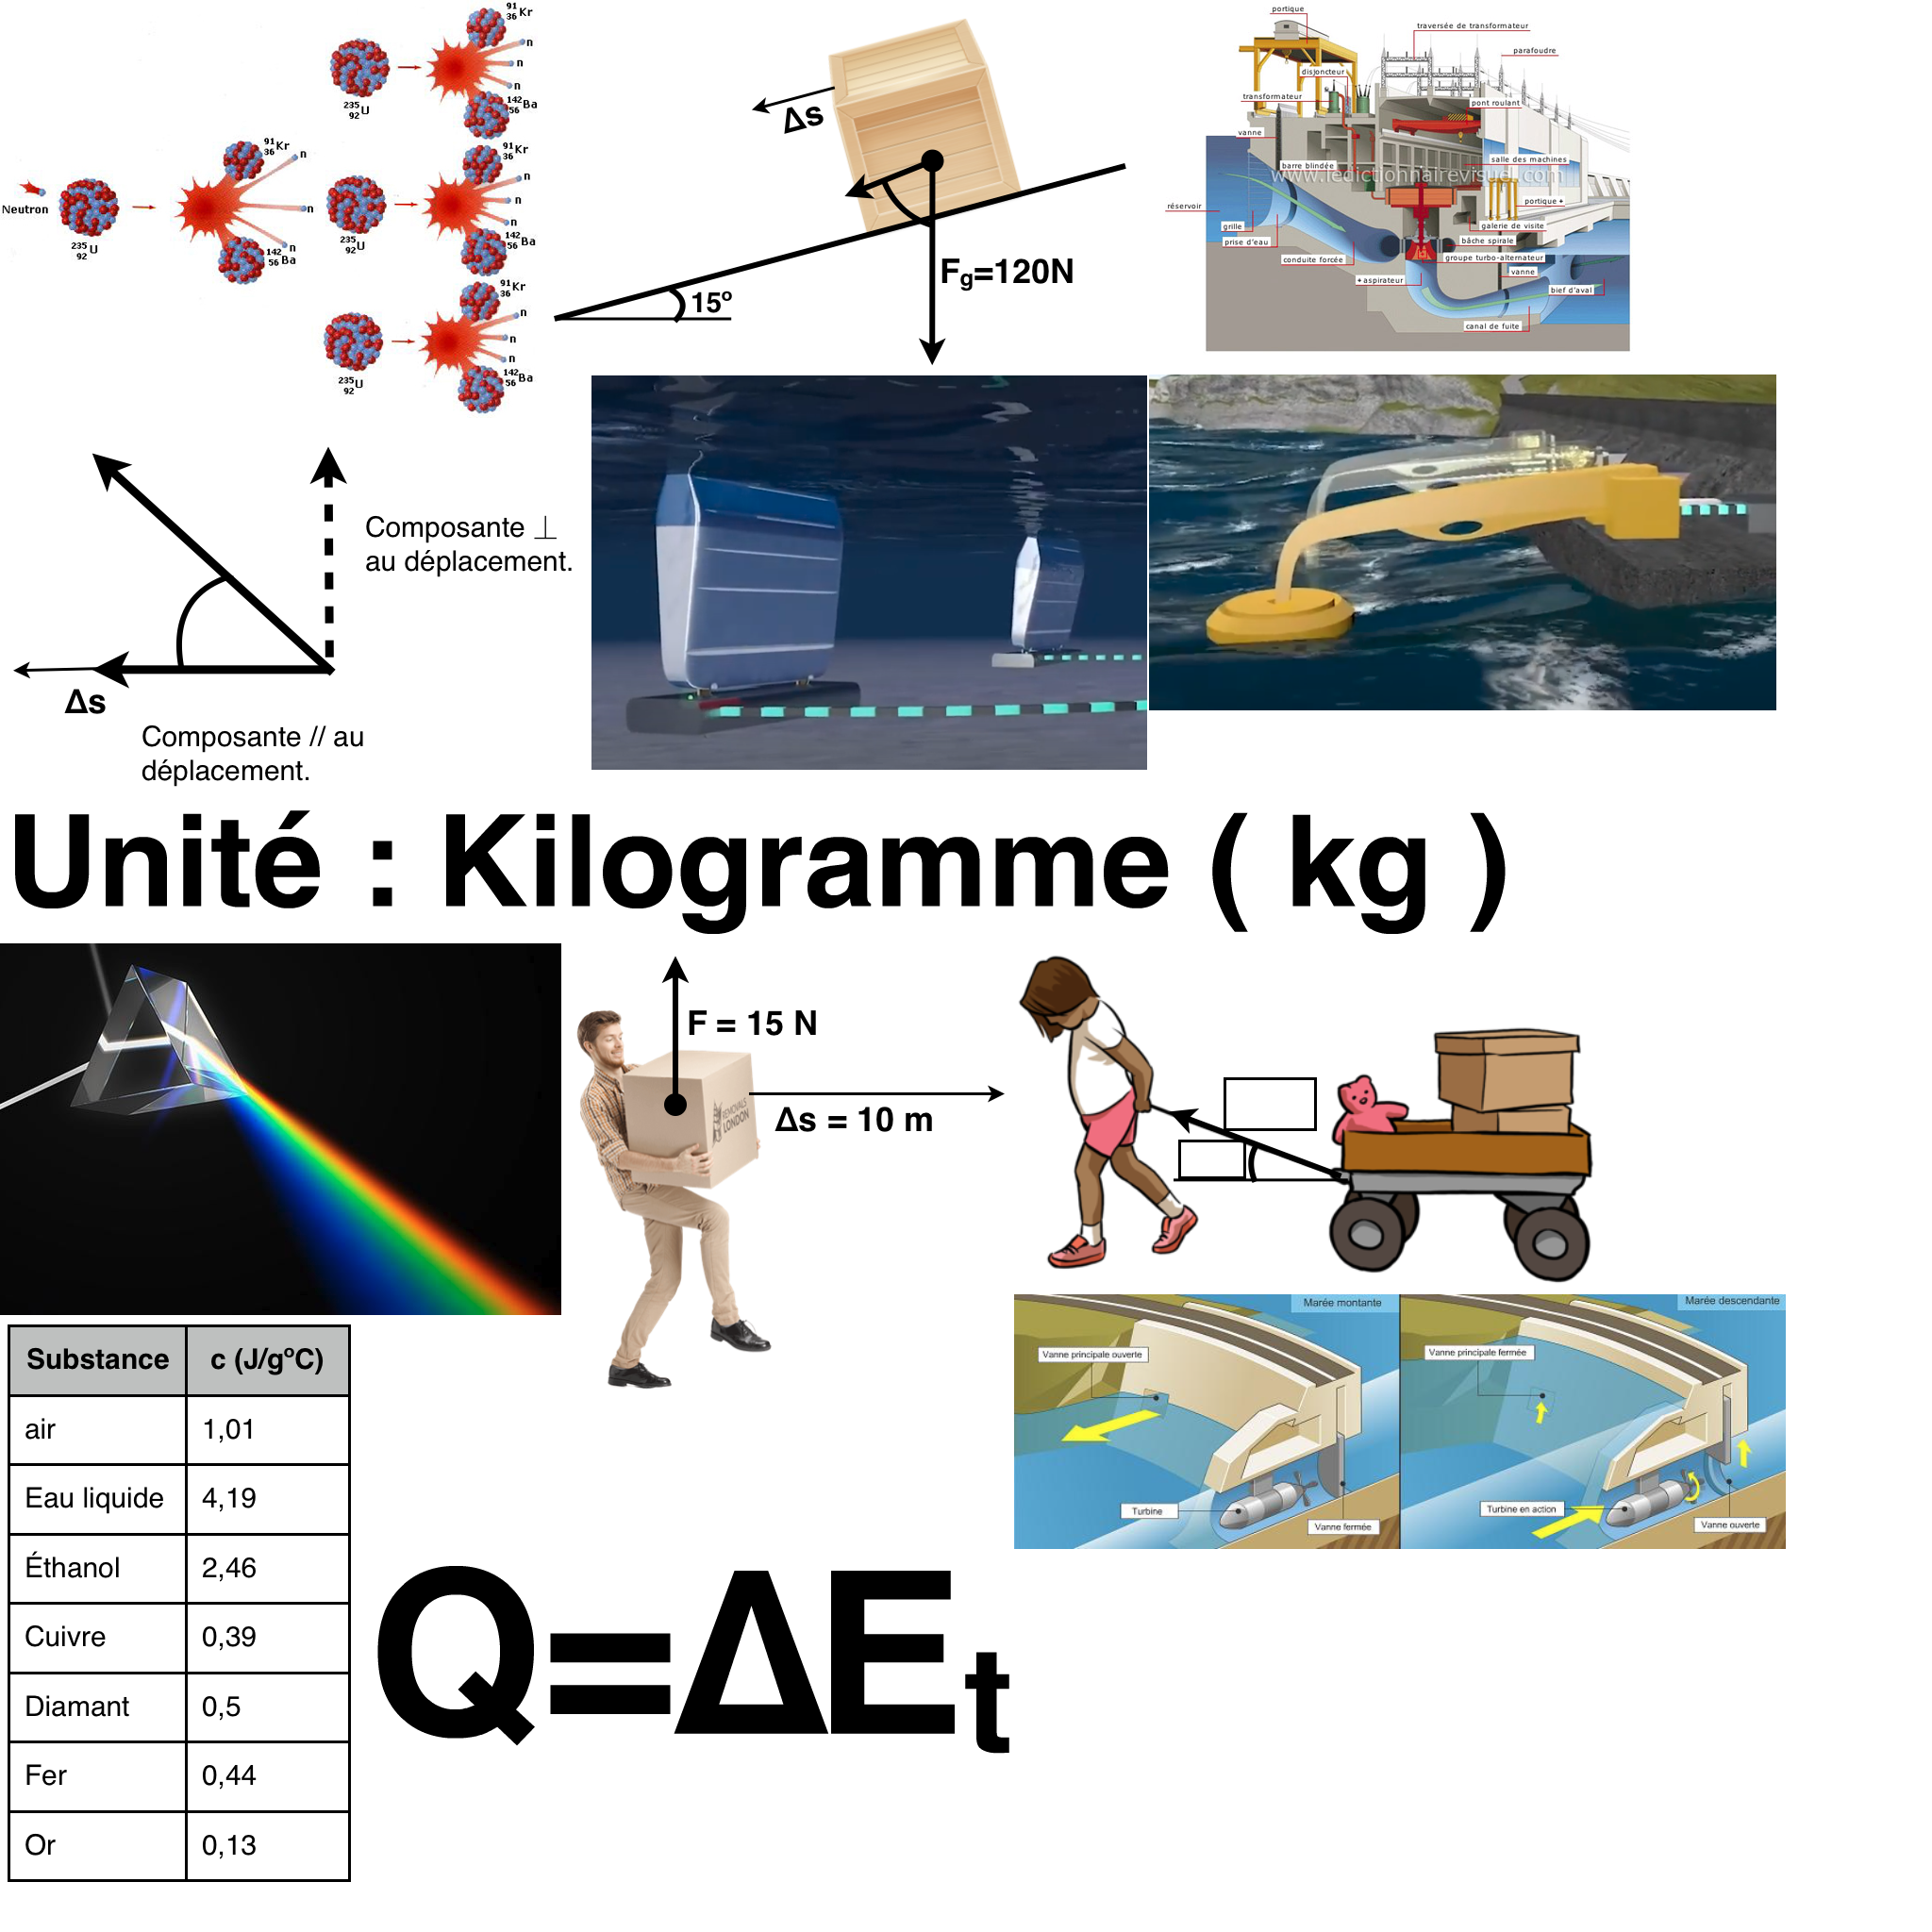 91
36 Kr
n
n
n
235
92 U
142
56 Ba
91
36 Kr
n
n
n
235
92 U
142
56 Ba
Neutron
235
92 U
91
36 Kr
n
n
n
142
56 Ba
91
36 Kr
n
n
n
235
92 U
142
56 Ba
Δs
Fg=120N
15º
portique
traversée de transformateur
parafoudre
disjoncteur
transformateur
pont roulant
vanne
salle des machines
barre blindée
www.ledictionnairevisuel.com
portique +
réservoir
grille
galerie de visite
prise d'eau
bâche spirale
conduite forcée
groupe turbo-alternateur
vanne
+ aspirateur
bief d'aval
canal de fuite
Composante ⊥
au déplacement.
Δs
Composante // au
déplacement.
Unité : Kilogramme ( kg )
F = 15 N
REMOVALS
LONDON
Δs = 10 m
Marée montante
Vanne principale ouverte
Turbine
Vanne fermée
Marée descendante
Vanne principale fermée
Turbine en action
Vanne ouverte
Substance c (J/gºC)
air 1,01
Eau liquide 4,19
Éthanol 2,46
Cuivre 0,39
Diamant 0,5
Fer 0,44
Or 0,13
Q=ΔEt